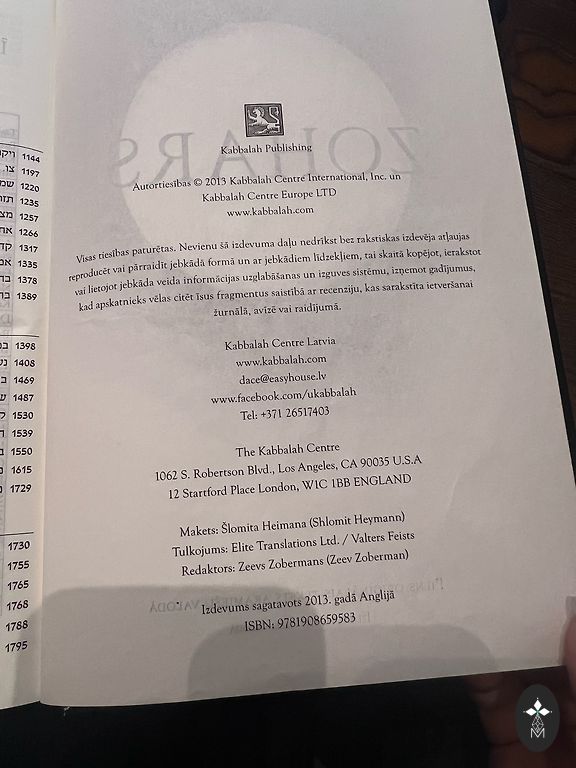 Kabbalah Publishing
Autortiesības © 2013 Kabbalah Centre International, Inc. un
Kabbalah Centre Europe LTD
www.kabbalah.com
Visas tiesības paturētas. Nevienu šā izdevuma daļu nedrīkst bez rakstiskas izdevēja atļaujas
reproducēt vai pārraidīt jebkādā formā un ar jebkādiem līdzekļiem, tai skaitā kopējot, ierakstot
vai lietojot jebkāda veida informācijas uzglabāšanas un izguves sistēmu, izņemot gadījumus,
kad apskatnieks vēlas citēt īsus fragmentus saistībā ar recenziju, kas sarakstīta ietveršanai
žurnālā, avīzē vai raidījumā.
Kabbalah Centre Latvia
www.kabbalah.com
dace@easyhouse.lv
www.facebook.com/ukabbalah
Tel: +371 26517403
The Kabbalah Centre
1062 S. Robertson Blvd., Los Angeles, CA 90035 U.S.A
12 Startford Place London, W1C 1BB ENGLAND
Makets: Šlomita Heimana (Shlomit Heymann)
Tulkojums: Elite Translations Ltd. / Valters Feists
Redaktors: Zeevs Zobermans (Zeev Zoberman)
Izdevums sagatavots 2013. gadā Anglijā
ISBN: 9781908659583
1144
1197
1220
1235
1257
1266
1317
1335
1378
1389
1398
1408
1469
1487
1530
1539
1550
1615
1729
1730
1755
1765
1768
1788
1795
ZOHARS